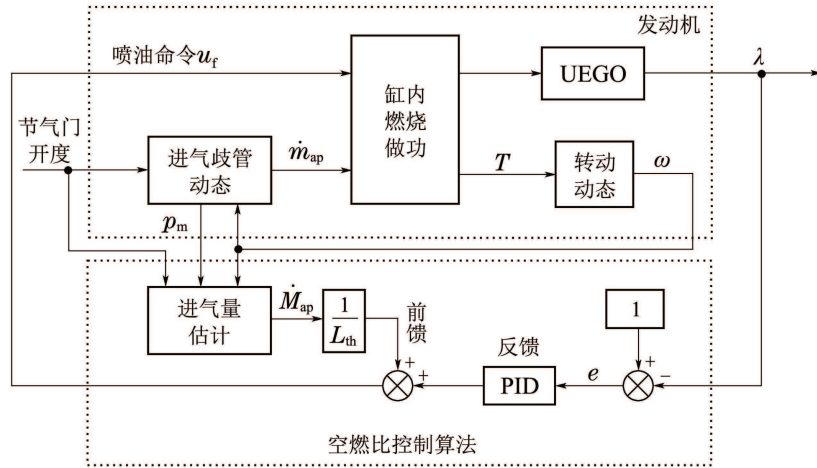 发动机
喷油命令u_f
UEGO
λ
节气门
开度
缸内
燃烧
做功
进气歧管
动态
ṁ_ap
T
转动
动态
ω
p_m
进气量
估计
Ṁ_ap
1
L_th
前
馈
1
反馈
+
+
PID
e
+
−
空燃比控制算法